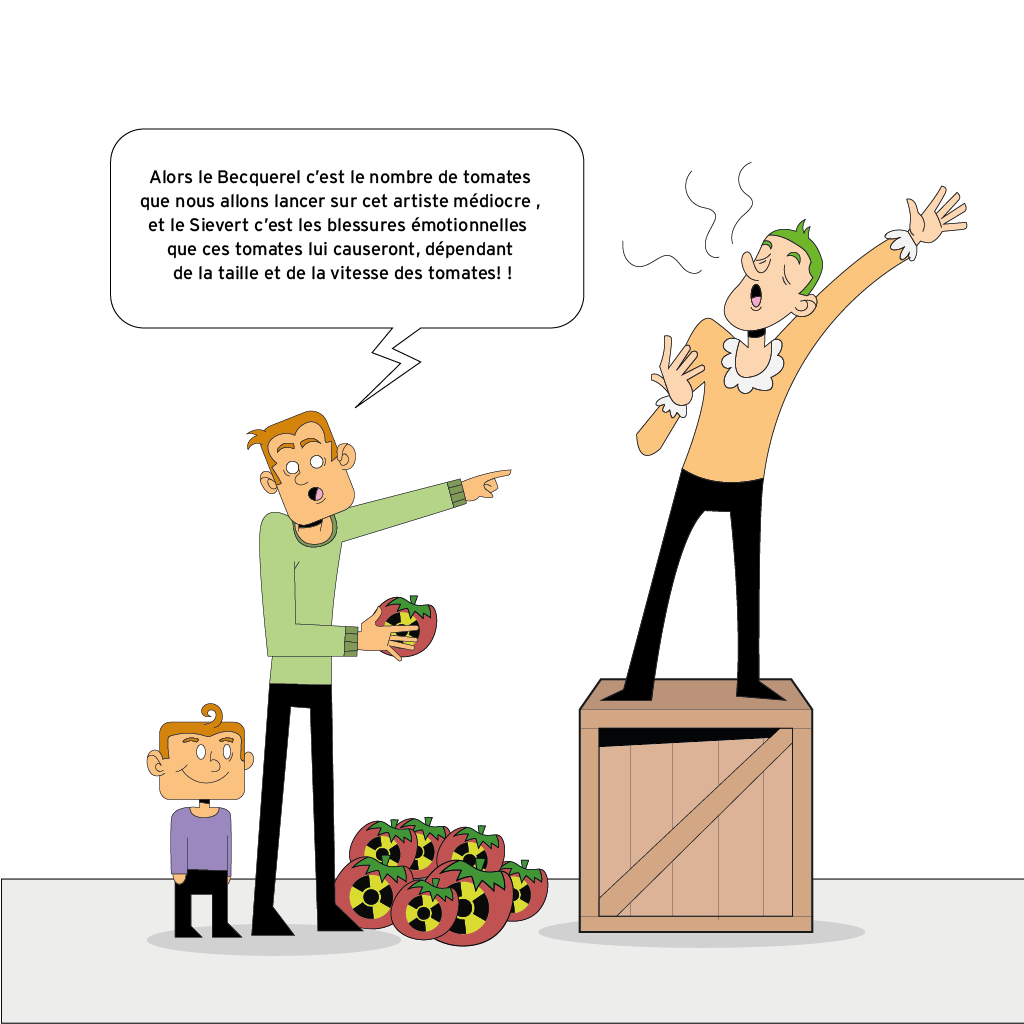 Alors le Becquerel c'est le nombre de tomates
que nous allons lancer sur cet artiste médiocre ,
et le Sievert c'est les blessures émotionnelles
que ces tomates lui causeront, dépendant
de la taille et de la vitesse des tomates! !